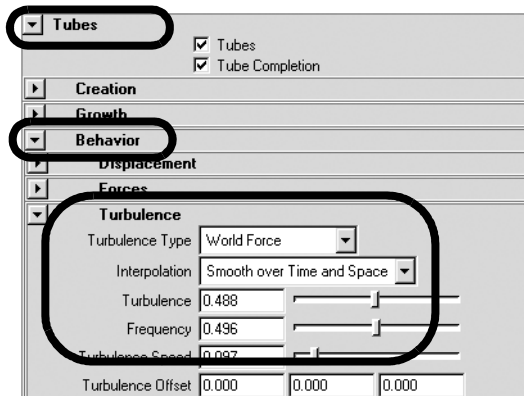 Tubes
Tubes
Tube Completion
Creation
Growth
Behavior
Displacement
Forces
Turbulence
Turbulence Type World Force
Interpolation Smooth over Time and Space
Turbulence 0.488
Frequency 0.496
Turbulence Speed 0.097
Turbulence Offset 0.000 0.000 0.000